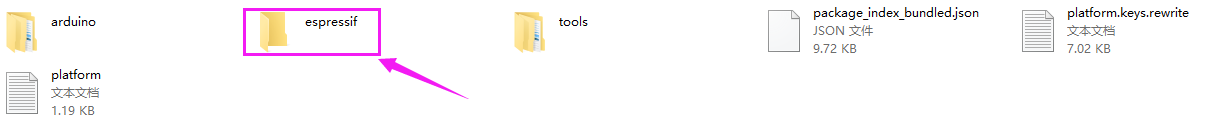 arduino
espressif
tools
package_index_bundled.json
JSON 文件
9.72 KB
platform.keys.rewrite
文本文档
7.02 KB
platform
文本文档
1.19 KB